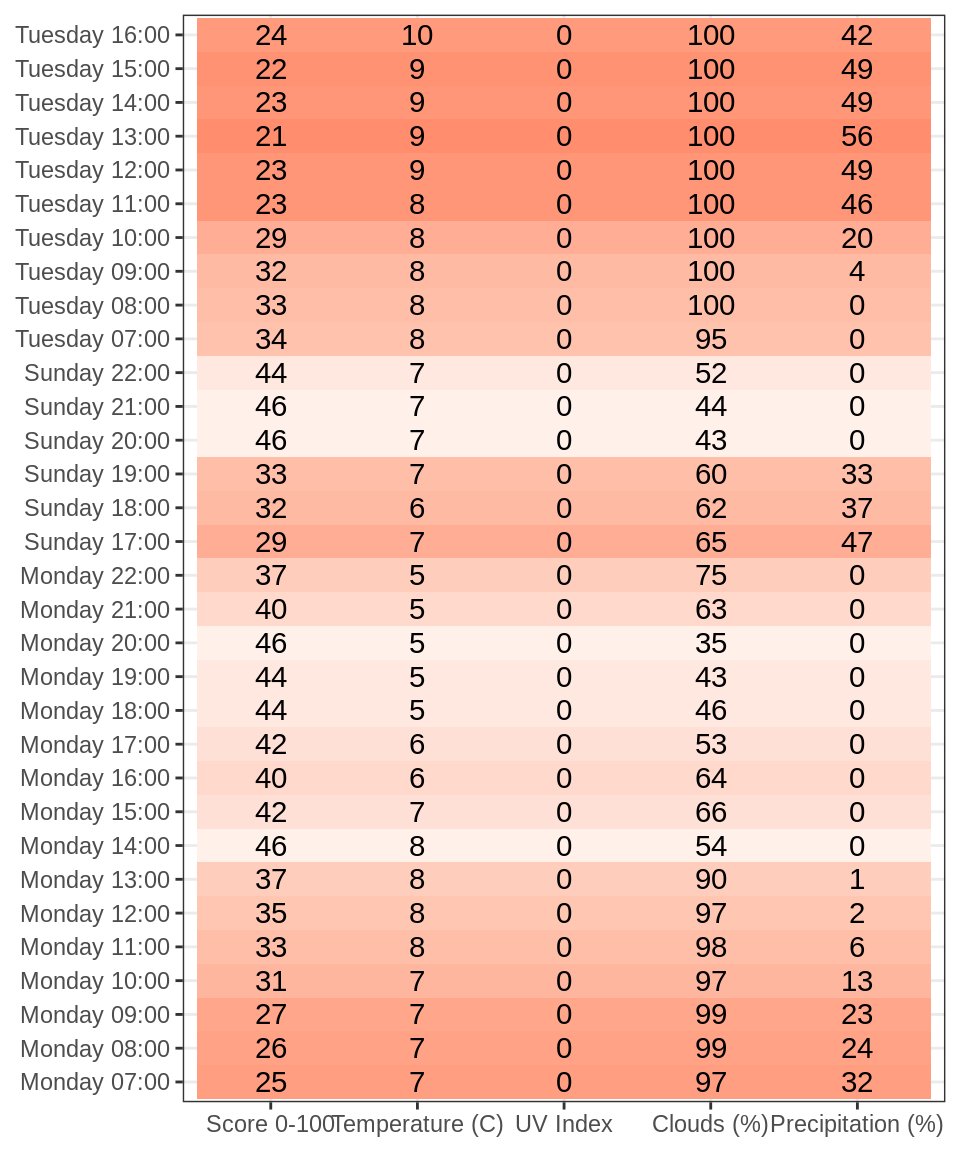 Tuesday 16:00 24 10 0 100 42
Tuesday 15:00 22 9 0 100 49
Tuesday 14:00 23 9 0 100 49
Tuesday 13:00 21 9 0 100 56
Tuesday 12:00 23 9 0 100 49
Tuesday 11:00 23 8 0 100 46
Tuesday 10:00 29 8 0 100 20
Tuesday 09:00 32 8 0 100 4
Tuesday 08:00 33 8 0 100 0
Tuesday 07:00 34 8 0 95 0
Sunday 22:00 44 7 0 52 0
Sunday 21:00 46 7 0 44 0
Sunday 20:00 46 7 0 43 0
Sunday 19:00 33 7 0 60 33
Sunday 18:00 32 6 0 62 37
Sunday 17:00 29 7 0 65 47
Monday 22:00 37 5 0 75 0
Monday 21:00 40 5 0 63 0
Monday 20:00 46 5 0 35 0
Monday 19:00 44 5 0 43 0
Monday 18:00 44 5 0 46 0
Monday 17:00 42 6 0 53 0
Monday 16:00 40 6 0 64 0
Monday 15:00 42 7 0 66 0
Monday 14:00 46 8 0 54 0
Monday 13:00 37 8 0 90 1
Monday 12:00 35 8 0 97 2
Monday 11:00 33 8 0 98 6
Monday 10:00 31 7 0 97 13
Monday 09:00 27 7 0 99 23
Monday 08:00 26 7 0 99 24
Monday 07:00 25 7 0 97 32
Score 0-100 Temperature (C) UV Index Clouds (%) Precipitation (%)